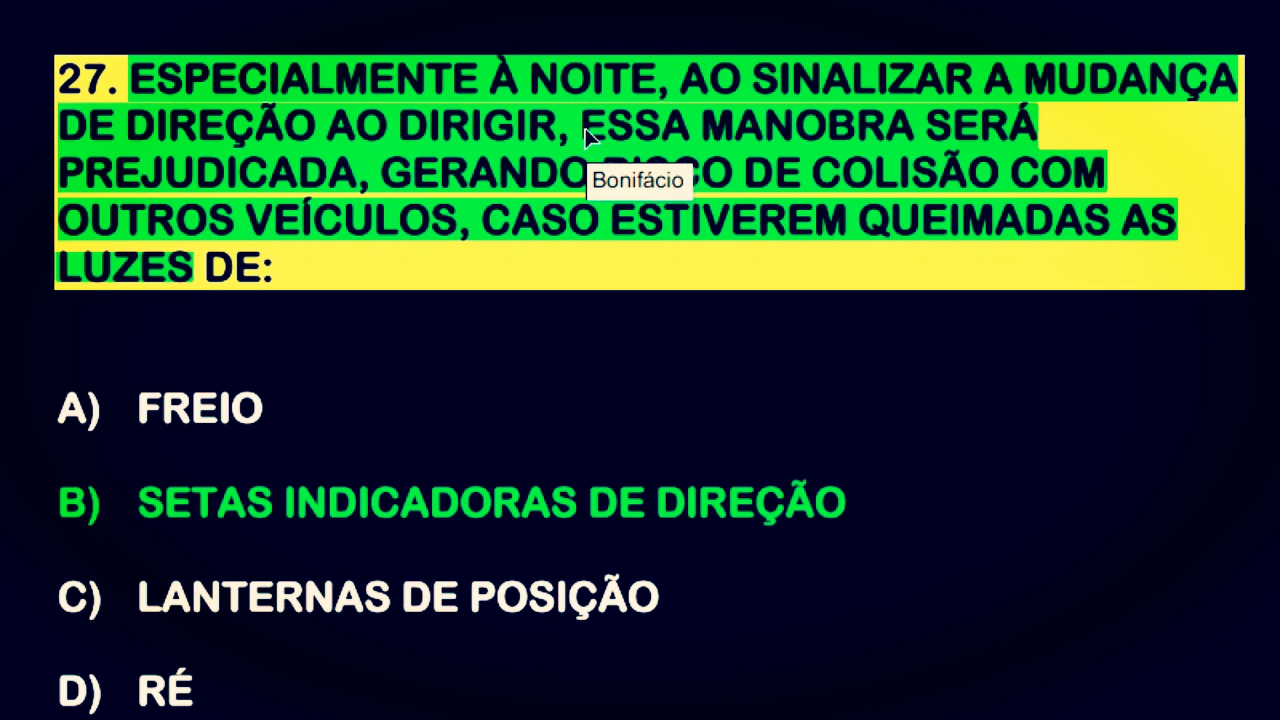 27. ESPECIALMENTE À NOITE, AO SINALIZAR A MUDANÇA
DE DIREÇÃO AO DIRIGIR, ESSA MANOBRA SERÁ
PREJUDICADA, GERANDO DE COLISÃO COM
Bonifácio
OUTROS VEÍCULOS, CASO ESTIVEREM QUEIMADAS AS
LUZES DE:
A) FREIO
B) SETAS INDICADORAS DE DIREÇÃO
C) LANTERNAS DE POSIÇÃO
D) RÉ